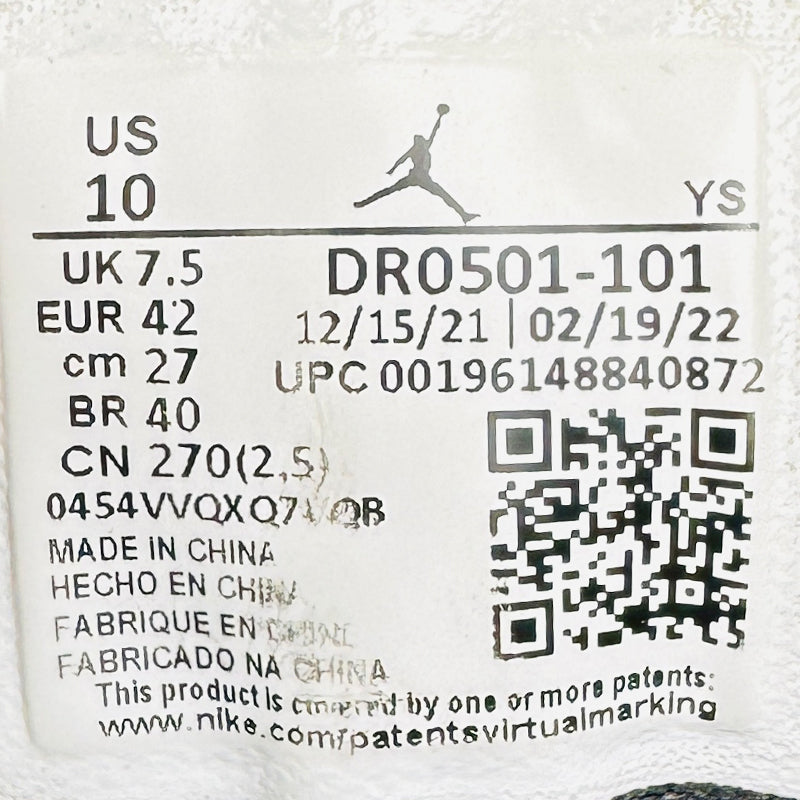 US
10
YS
UK 7.5
EUR 42
cm 27
BR 40
CN 270(2,5)
DR0501-101
12/15/21 | 02/19/22
UPC 00196148840872
MADE IN CHINA
HECHO EN CHINA
FABRIQUE EN CHINE
FABRICADO NA CHINA
This product is covered by one or more patents:
www.nike.com/patentsvirtualmarking